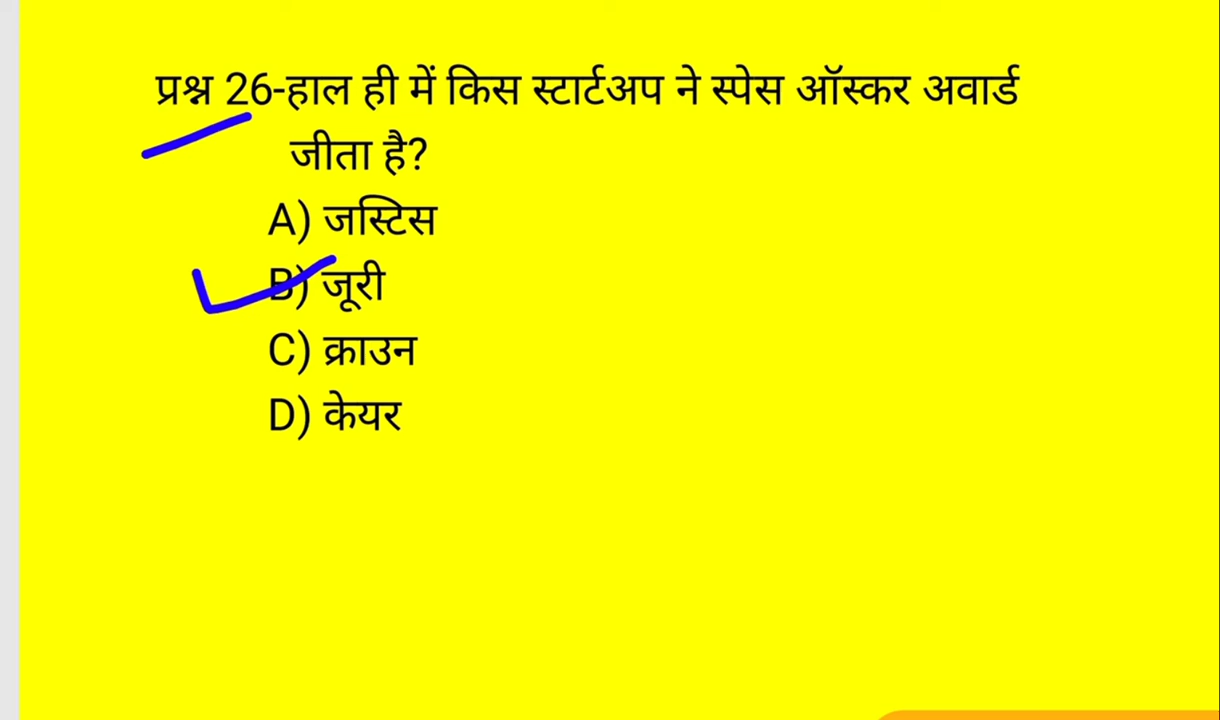 प्रश्न 26-हाल ही में किस स्टार्टअप ने स्पेस ऑस्कर अवार्ड
जीता है?
A) जस्टिस
B) जूरी
C) क्राउन
D) केयर